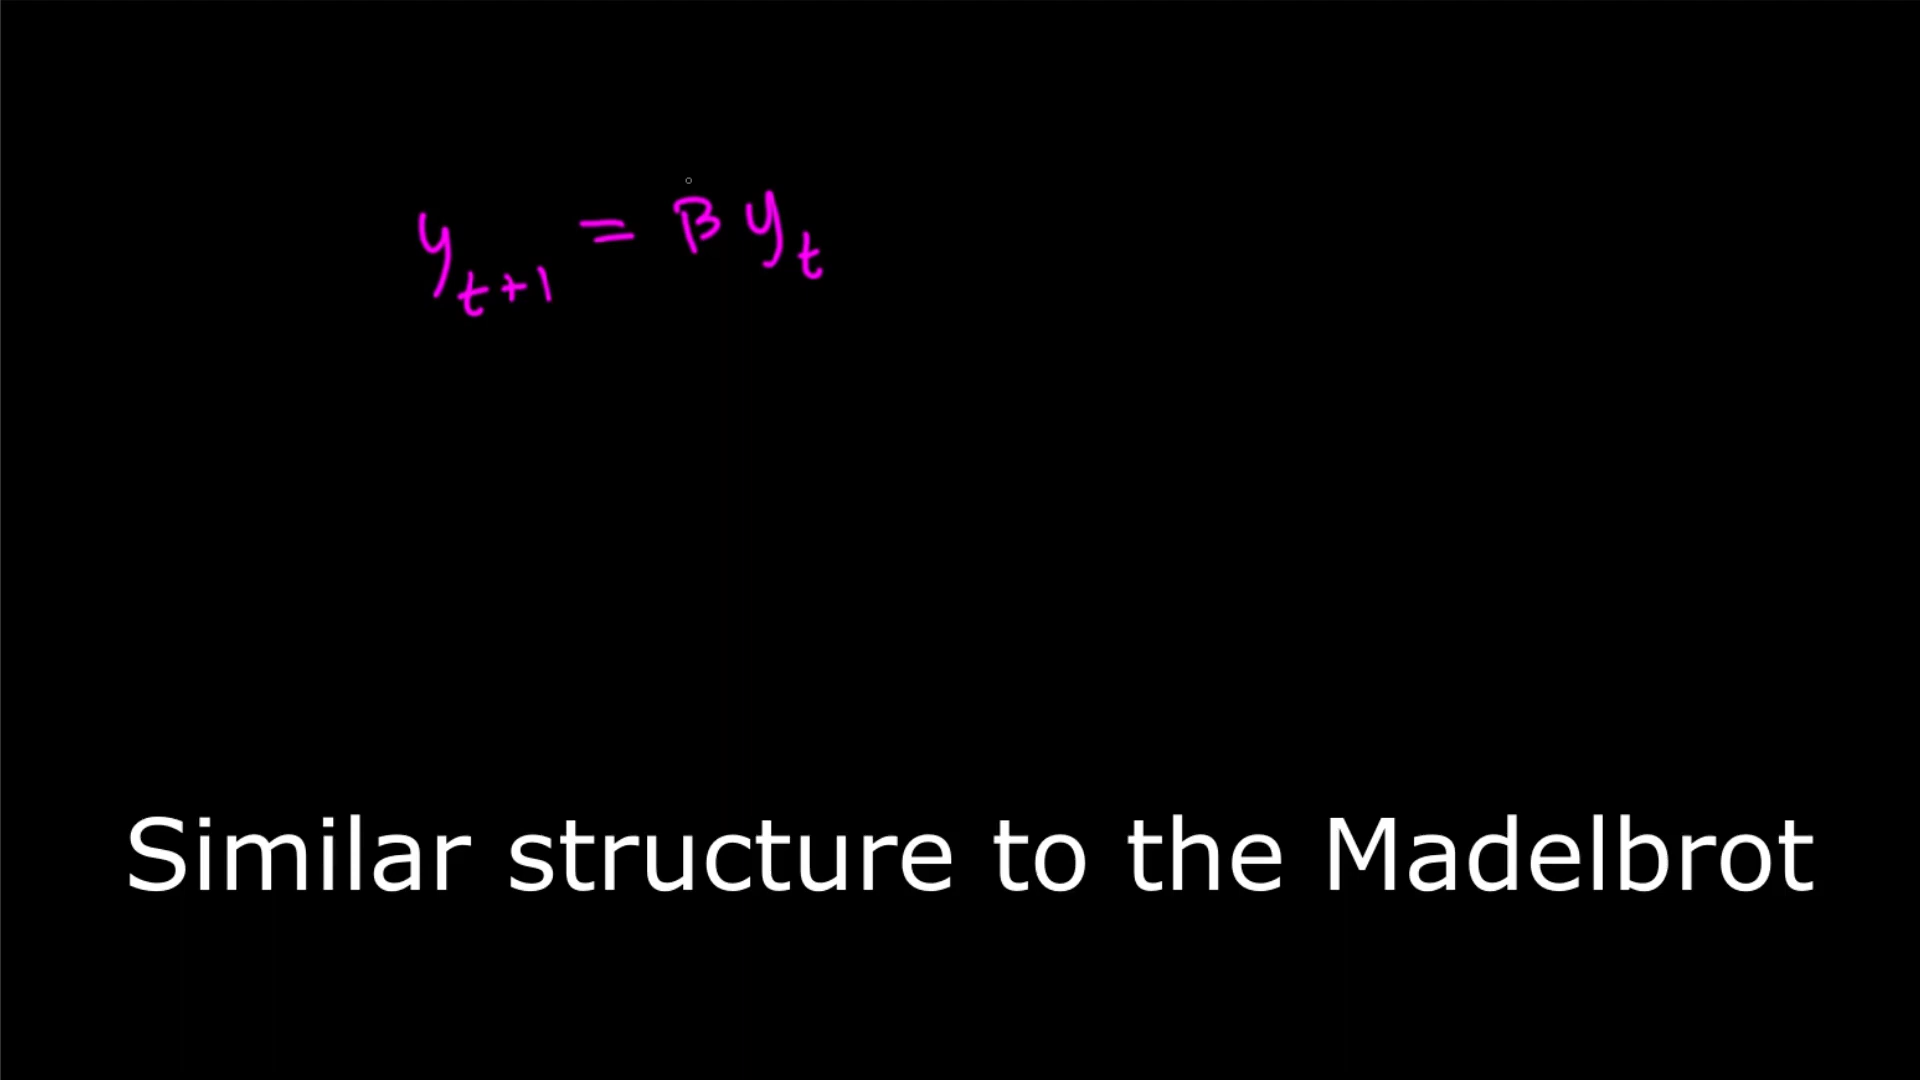 y_{t+1} = β y_t
Similar structure to the Madelbrot